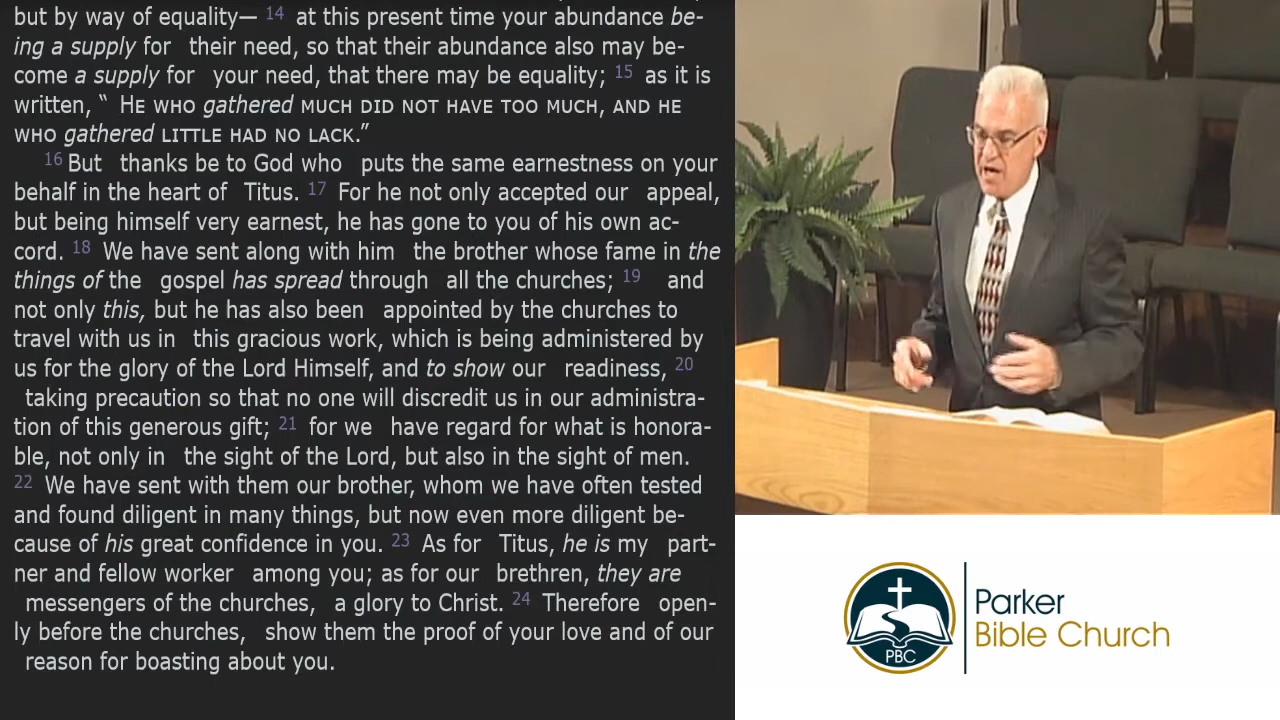 but by way of equality— 14 at this present time your abundance be-
ing a supply for their need, so that their abundance also may be-
come a supply for your need, that there may be equality; 15 as it is
written, “ HE WHO gathered MUCH DID NOT HAVE TOO MUCH, AND HE
WHO gathered LITTLE HAD NO LACK.”
16 But thanks be to God who puts the same earnestness on your
behalf in the heart of Titus. 17 For he not only accepted our appeal,
but being himself very earnest, he has gone to you of his own ac-
cord. 18 We have sent along with him the brother whose fame in the
things of the gospel has spread through all the churches; 19 and
not only this, but he has also been appointed by the churches to
travel with us in this gracious work, which is being administered by
us for the glory of the Lord Himself, and to show our readiness, 20
taking precaution so that no one will discredit us in our administra-
tion of this generous gift; 21 for we have regard for what is honora-
ble, not only in the sight of the Lord, but also in the sight of men.
22 We have sent with them our brother, whom we have often tested
and found diligent in many things, but now even more diligent be-
cause of his great confidence in you. 23 As for Titus, he is my part-
ner and fellow worker among you; as for our brethren, they are
messengers of the churches, a glory to Christ. 24 Therefore open-
ly before the churches, show them the proof of your love and of our
reason for boasting about you.
PBC
Parker
Bible Church